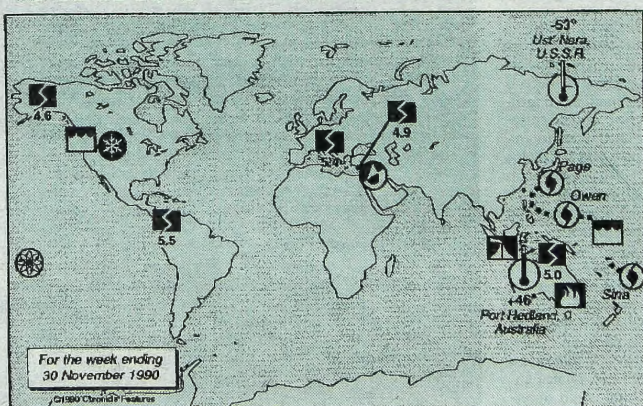 -53°
Ust' Nera,
U.S.S.R.
4.6
4.9
5.5
Page
Owen
5.0
Sina
+46°
Port Hedland,
Australia
For the week ending
30 November 1990
©1990 Chronicle Features